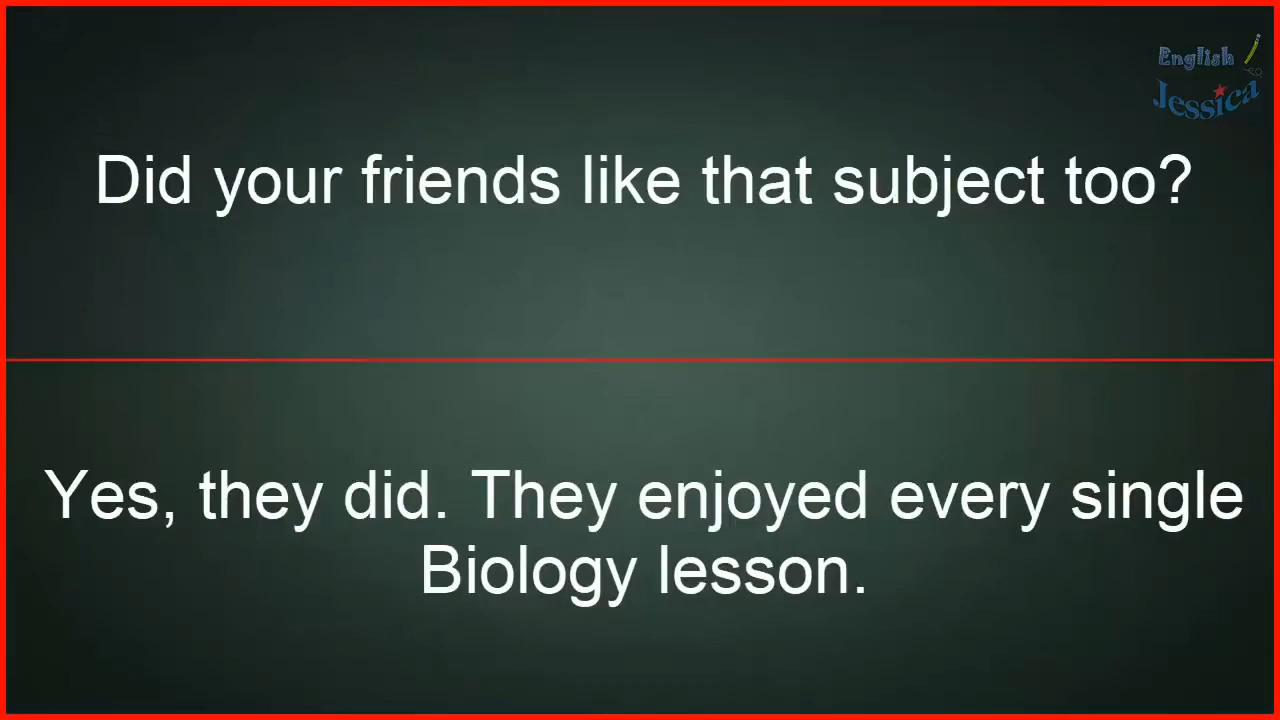 English
Jessica
Did your friends like that subject too?
Yes, they did. They enjoyed every single
Biology lesson.